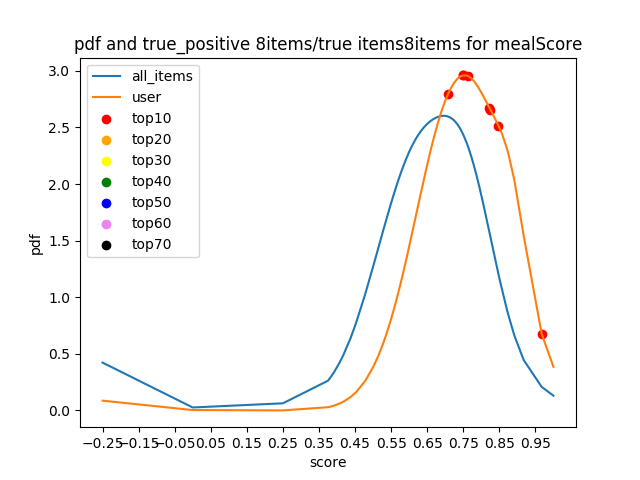 pdf and true_positive 8items/true items8items for mealScore
all_items
user
top10
top20
top30
top40
top50
top60
top70
pdf
3.0
2.5
2.0
1.5
1.0
0.5
0.0
−0.25 −0.15 −0.05 0.05 0.15 0.25 0.35 0.45 0.55 0.65 0.75 0.85 0.95
score